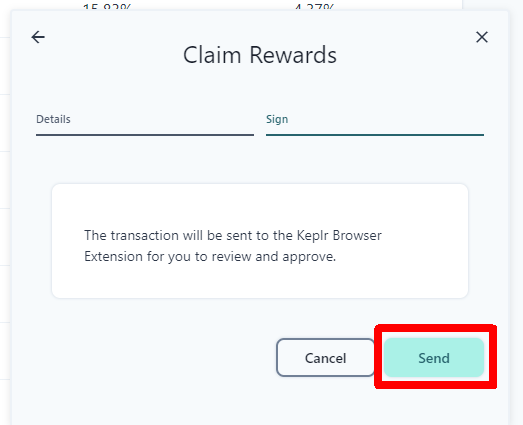 Claim Rewards
Details
Sign
The transaction will be sent to the Keplr Browser
Extension for you to review and approve.
Cancel
Send